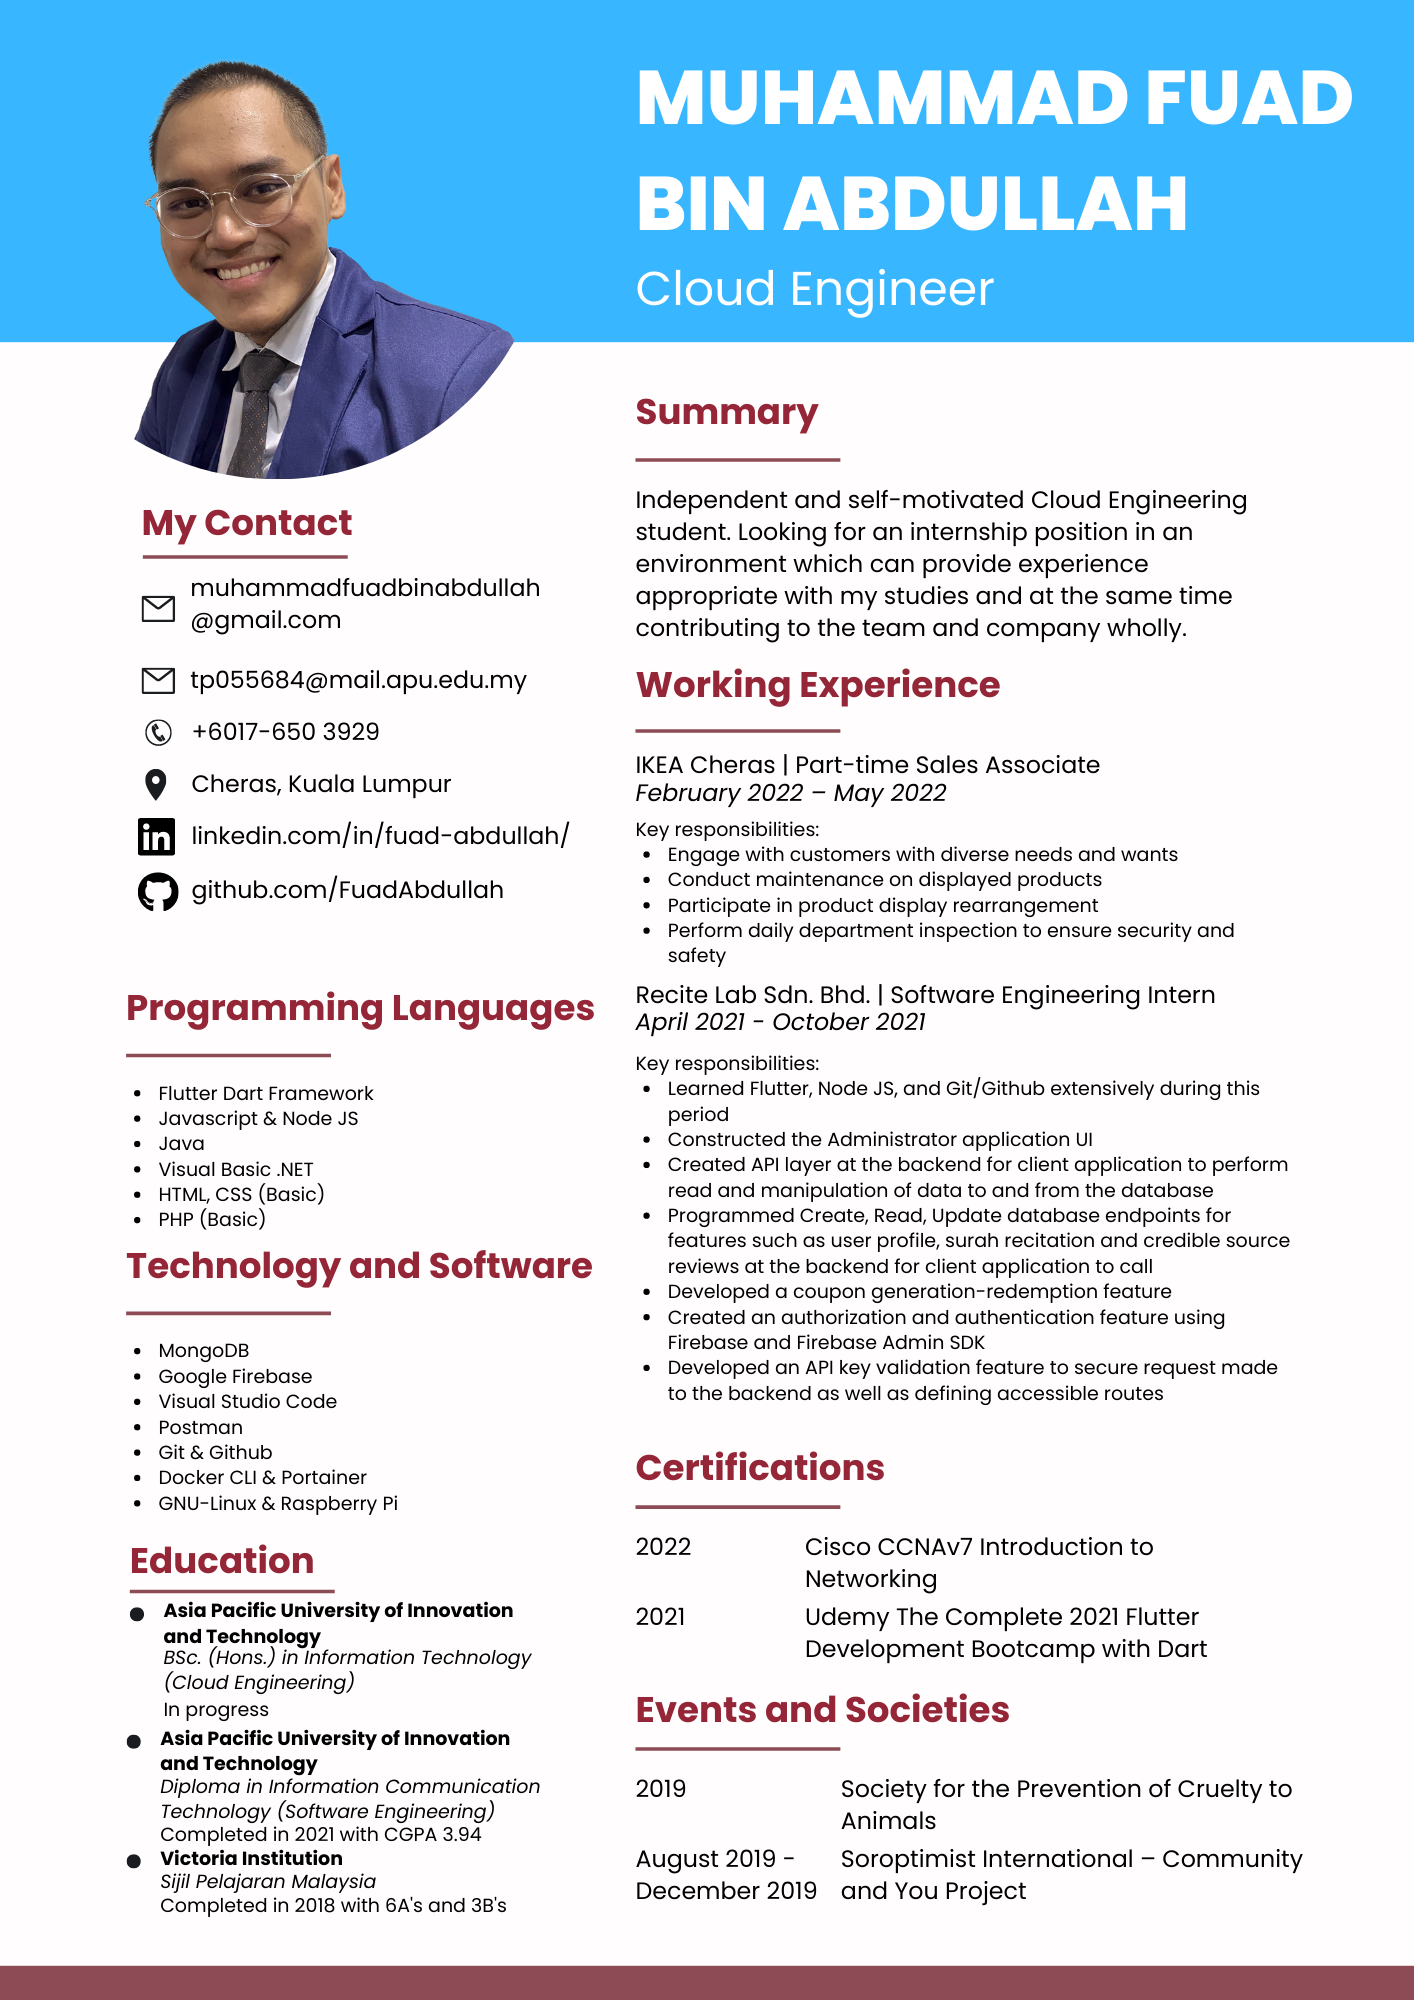 MUHAMMAD FUAD
BIN ABDULLAH
Cloud Engineer
My Contact
muhammadfuadbinabdullah
@gmail.com
tp055684@mail.apu.edu.my
+6017-650 3929
Cheras, Kuala Lumpur
in linkedin.com/in/fuad-abdullah/
github.com/FuadAbdullah
Programming Languages
• Flutter Dart Framework
• Javascript & Node JS
• Java
• Visual Basic .NET
• HTML, CSS (Basic)
• PHP (Basic)
Technology and Software
• MongoDB
• Google Firebase
• Visual Studio Code
• Postman
• Git & Github
• Docker CLI & Portainer
• GNU-Linux & Raspberry Pi
Education
• Asia Pacific University of Innovation
and Technology
BSc. (Hons.) in Information Technology
(Cloud Engineering)
In progress
• Asia Pacific University of Innovation
and Technology
Diploma in Information Communication
Technology (Software Engineering)
Completed in 2021 with CGPA 3.94
• Victoria Institution
Sijil Pelajaran Malaysia
Completed in 2018 with 6A's and 3B's
Summary
Independent and self-motivated Cloud Engineering
student. Looking for an internship position in an
environment which can provide experience
appropriate with my studies and at the same time
contributing to the team and company wholly.
Working Experience
IKEA Cheras | Part-time Sales Associate
February 2022 – May 2022
Key responsibilities:
• Engage with customers with diverse needs and wants
• Conduct maintenance on displayed products
• Participate in product display rearrangement
• Perform daily department inspection to ensure security and
safety
Recite Lab Sdn. Bhd. | Software Engineering Intern
April 2021 - October 2021
Key responsibilities:
• Learned Flutter, Node JS, and Git/Github extensively during this
period
• Constructed the Administrator application UI
• Created API layer at the backend for client application to perform
read and manipulation of data to and from the database
• Programmed Create, Read, Update database endpoints for
features such as user profile, surah recitation and credible source
reviews at the backend for client application to call
• Developed a coupon generation-redemption feature
• Created an authorization and authentication feature using
Firebase and Firebase Admin SDK
• Developed an API key validation feature to secure request made
to the backend as well as defining accessible routes
Certifications
2022 Cisco CCNAv7 Introduction to
Networking
2021 Udemy The Complete 2021 Flutter
Development Bootcamp with Dart
Events and Societies
2019 Society for the Prevention of Cruelty to
Animals
August 2019 - Soroptimist International – Community
December 2019 and You Project